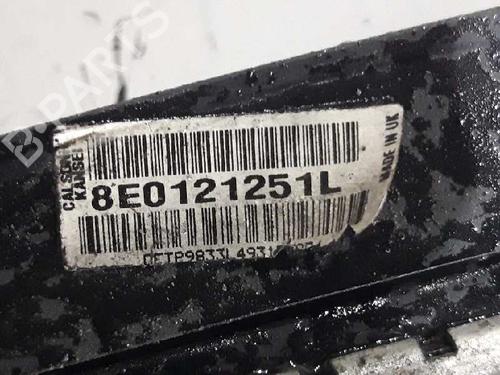 CALSONIC
KANSEI
8E0121251L
MADE IN UK
B-PARTS